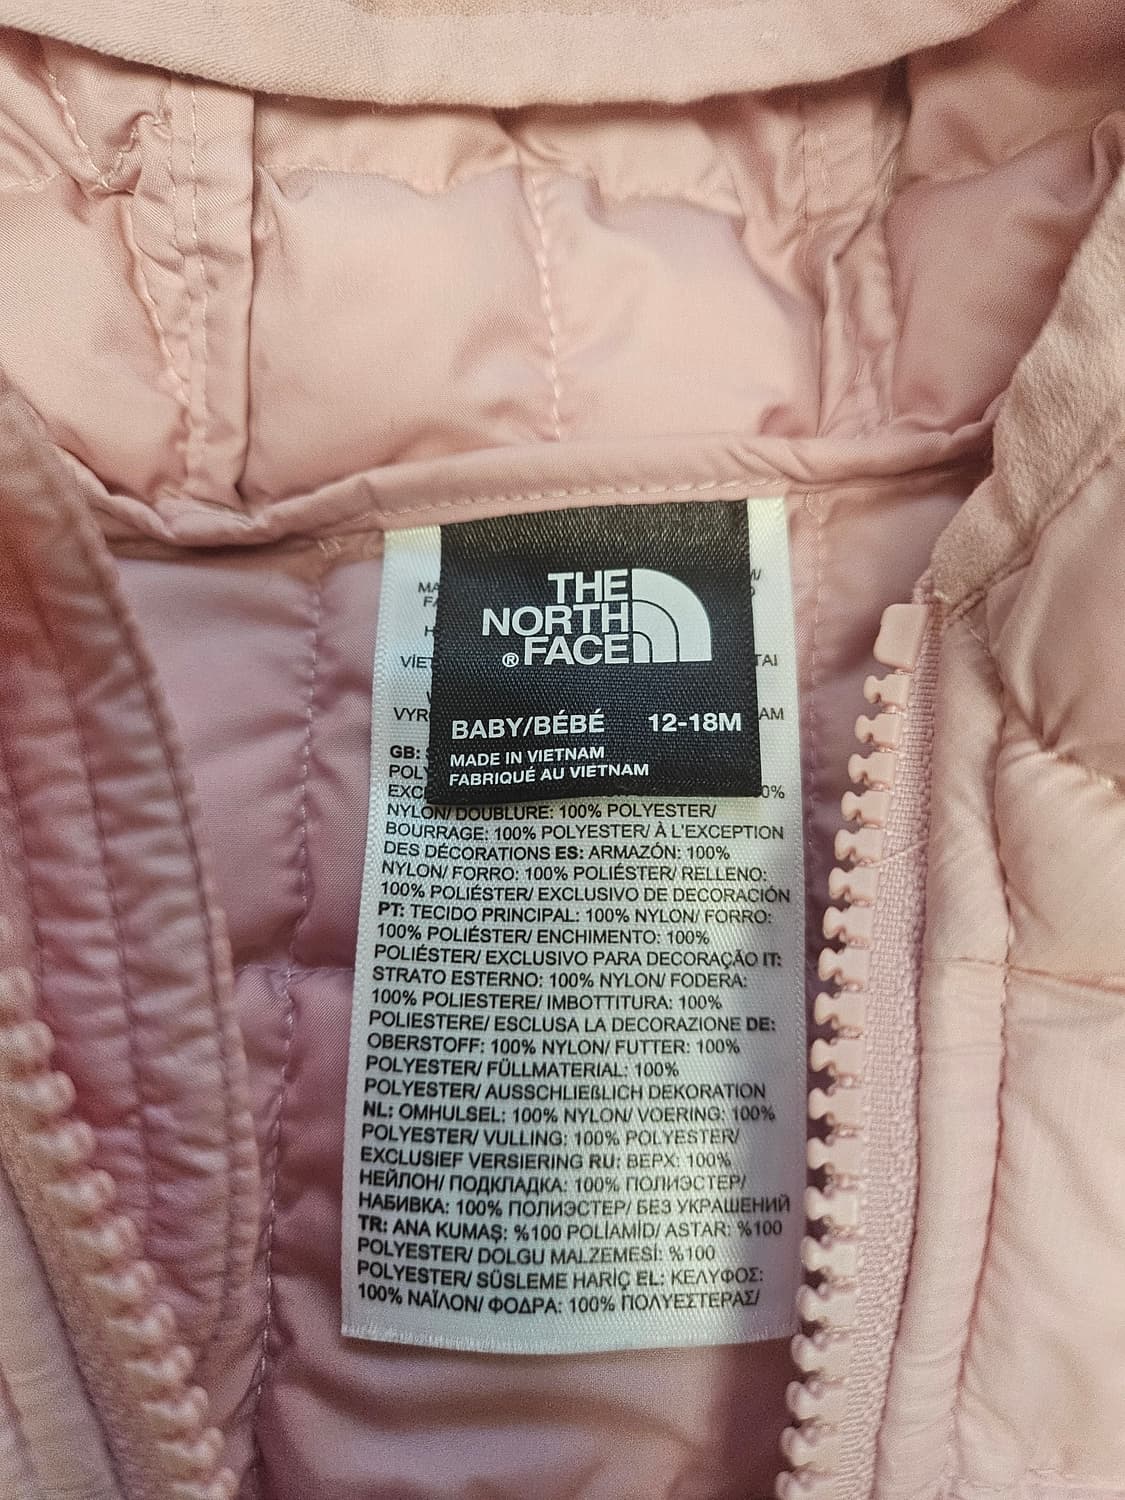 THE
NORTH
® FACE
BABY/BÉBÉ 12-18M
MADE IN VIETNAM
FABRIQUÉ AU VIETNAM
GB:
NYLON/ DOUBLURE: 100% POLYESTER/
BOURRAGE: 100% POLYESTER/ À L'EXCEPTION
DES DÉCORATIONS ES: ARMAZÓN: 100%
NYLON/ FORRO: 100% POLIÉSTER/ RELLENO:
100% POLIÉSTER/ EXCLUSIVO DE DECORACIÓN
PT: TECIDO PRINCIPAL: 100% NYLON/ FORRO:
100% POLIÉSTER/ ENCHIMENTO: 100%
POLIÉSTER/ EXCLUSIVO PARA DECORAÇÃO IT:
STRATO ESTERNO: 100% NYLON/ FODERA:
100% POLIESTERE/ IMBOTTITURA: 100%
POLIESTERE/ ESCLUSA LA DECORAZIONE DE:
OBERSTOFF: 100% NYLON/ FUTTER: 100%
POLYESTER/ FÜLLMATERIAL: 100%
POLYESTER/ AUSSCHLIEßLICH DEKORATION
NL: OMHULSEL: 100% NYLON/ VOERING: 100%
POLYESTER/ VULLING: 100% POLYESTER/
EXCLUSIEF VERSIERING RU: ВЕРХ: 100%
НЕЙЛОН/ ПОДКЛАДКА: 100% ПОЛИЭСТЕР/
НАБИВКА: 100% ПОЛИЭСТЕР/ БЕЗ УКРАШЕНИЙ
TR: ANA KUMAŞ: %100 POLİAMİD/ ASTAR: %100
POLYESTER/ DOLGU MALZEMESİ: %100
POLYESTER/ SÜSLEME HARİÇ EL: ΚΕΛΥΦΟΣ:
100% ΝΑΪΛΟΝ/ ΦΟΔΡΑ: 100% ΠΟΛΥΕΣΤΕΡΑΣ/